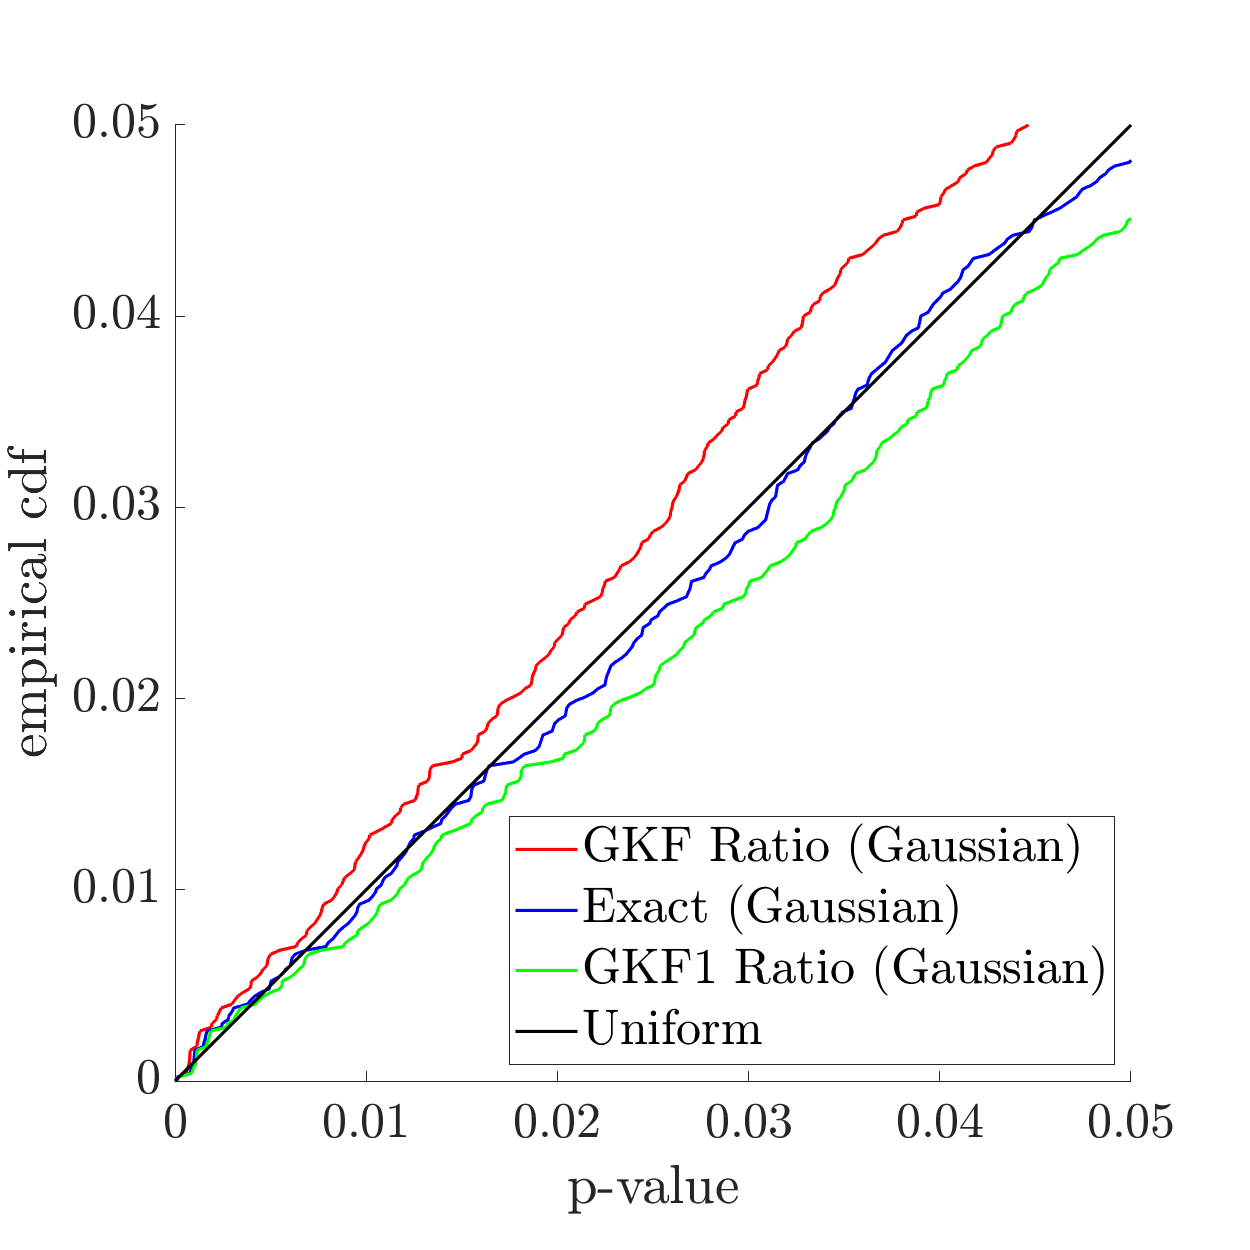 0.05
0.04
0.03
0.02
0.01
0
empirical cdf
GKF Ratio (Gaussian)
Exact (Gaussian)
GKF1 Ratio (Gaussian)
Uniform
0 0.01 0.02 0.03 0.04 0.05
p-value